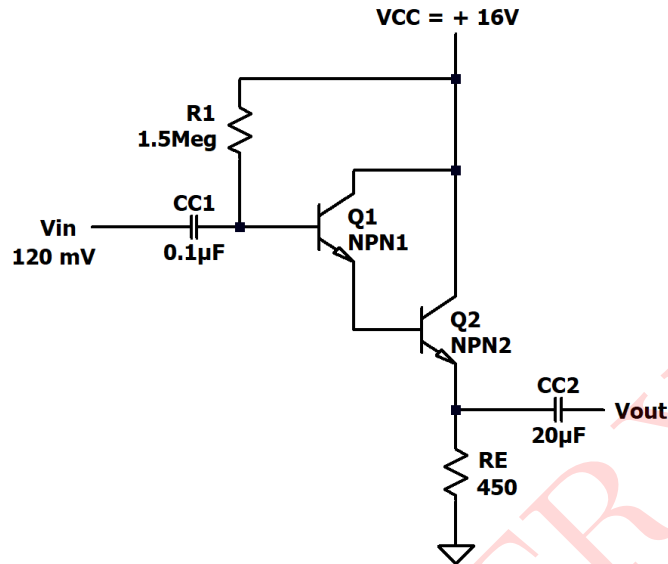 VCC = + 16V
R1
1.5Meg
CC1
Vin
120 mV
0.1µF
Q1
NPN1
Q2
NPN2
CC2
Vout
20µF
RE
450